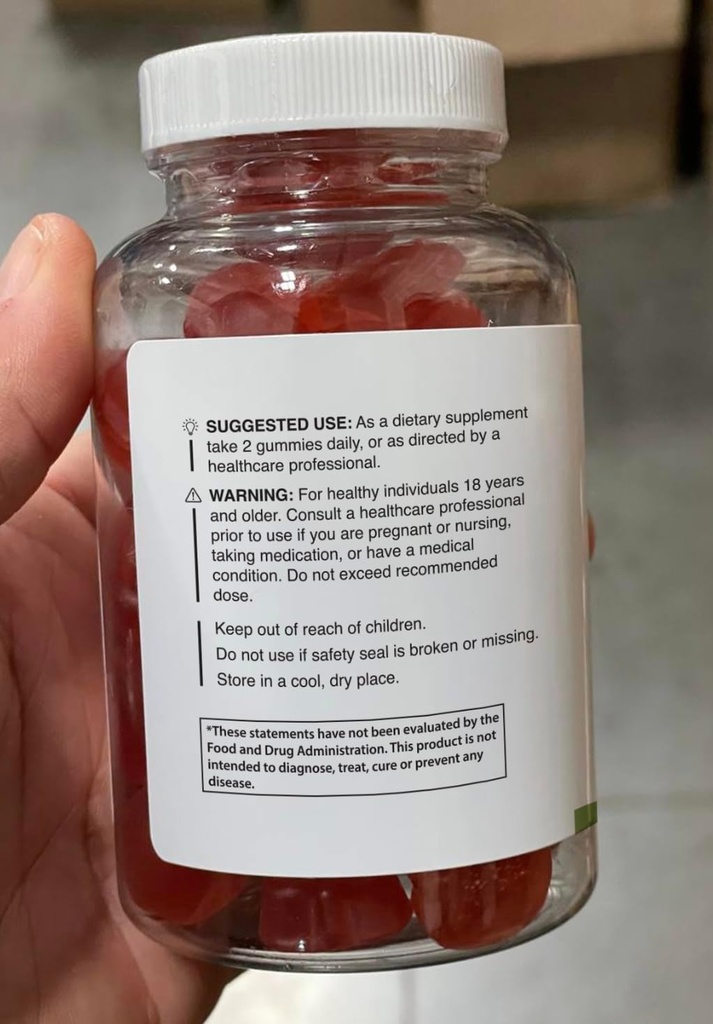 SUGGESTED USE: As a dietary supplement
take 2 gummies daily, or as directed by a
healthcare professional.
WARNING: For healthy individuals 18 years
and older. Consult a healthcare professional
prior to use if you are pregnant or nursing,
taking medication, or have a medical
condition. Do not exceed recommended
dose.
Keep out of reach of children.
Do not use if safety seal is broken or missing.
Store in a cool, dry place.
*These statements have not been evaluated by the
Food and Drug Administration. This product is not
intended to diagnose, treat, cure or prevent any
disease.